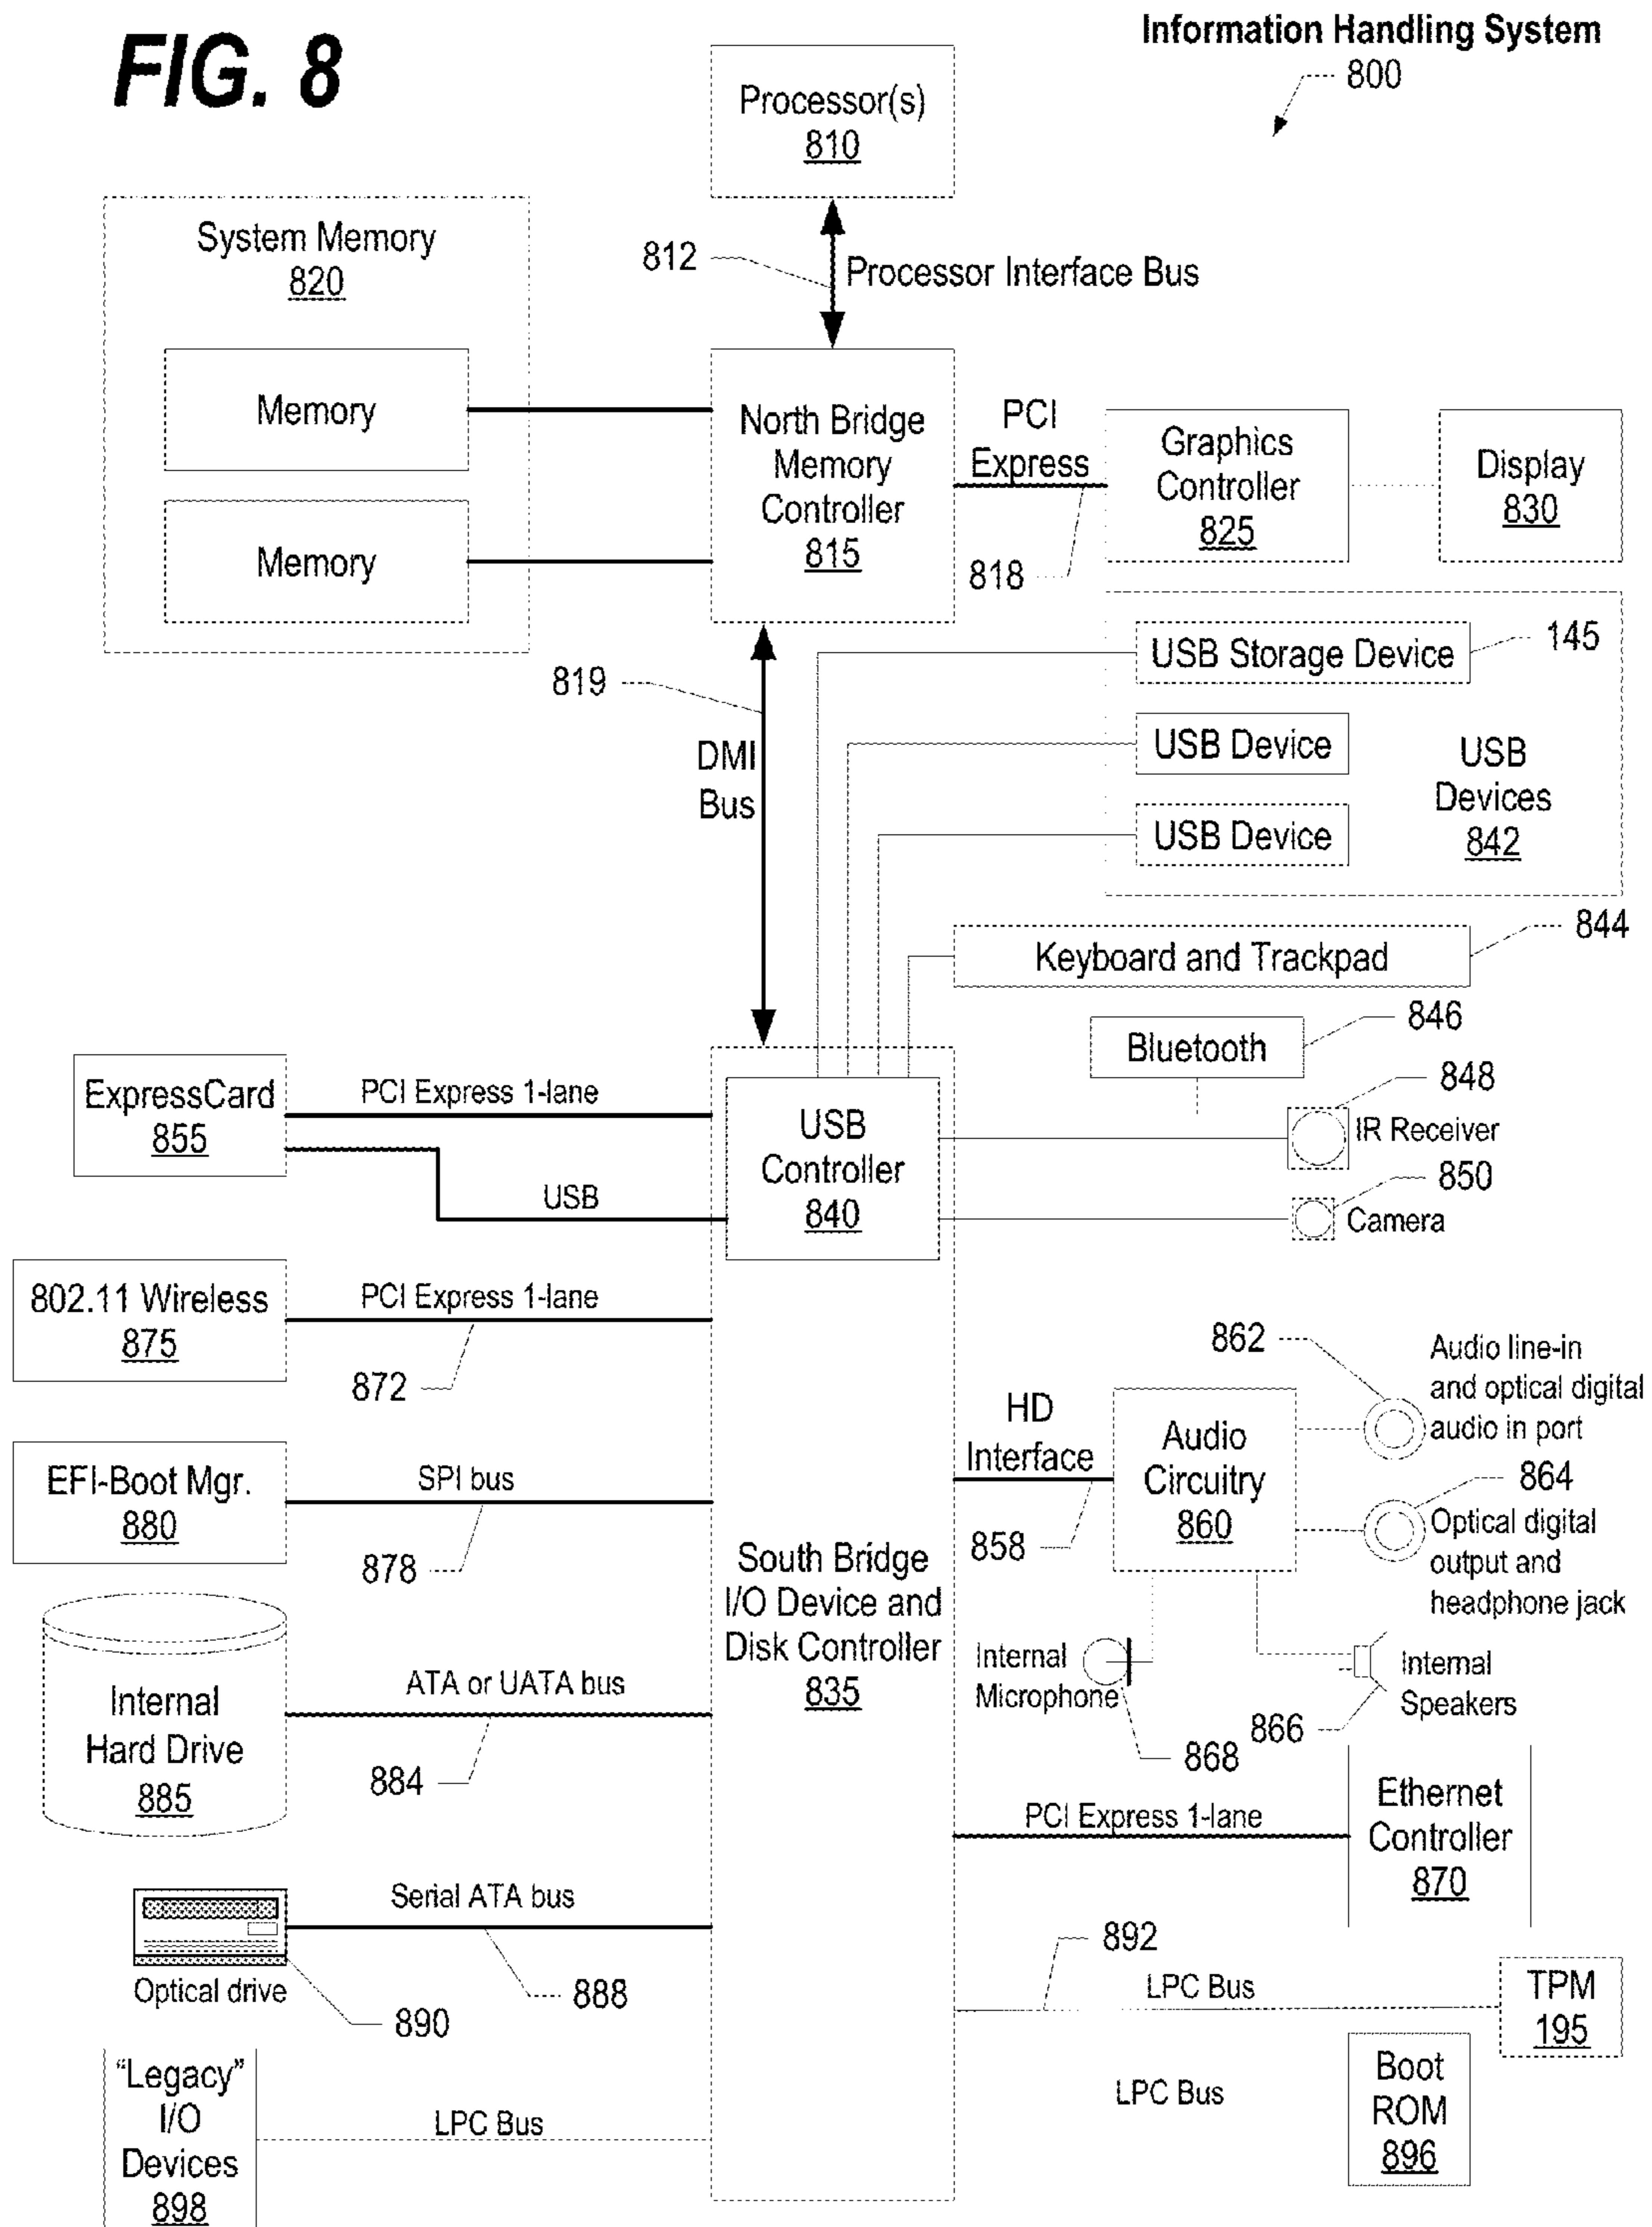 FIG. 8
Information Handling System
800
Processor(s)
810
System Memory
820
812
Processor Interface Bus
Memory
Memory
North Bridge
Memory
Controller
815
PCI
Express
818
Graphics
Controller
825
Display
830
819
DMI
Bus
USB Storage Device
145
USB Device
USB Device
USB
Devices
842
Keyboard and Trackpad
844
Bluetooth
846
848
IR Receiver
850
Camera
ExpressCard
855
PCI Express 1-lane
USB
USB
Controller
840
802.11 Wireless
875
PCI Express 1-lane
872
EFI-Boot Mgr.
880
SPI bus
878
HD
Interface
858
Audio
Circuitry
860
862
Audio line-in
and optical digital
audio in port
864
Optical digital
output and
headphone jack
Internal
Microphone
868
866
Internal
Speakers
South Bridge
I/O Device and
Disk Controller
835
Internal
Hard Drive
885
ATA or UATA bus
884
PCI Express 1-lane
Ethernet
Controller
870
Serial ATA bus
888
Optical drive
890
892
LPC Bus
TPM
195
LPC Bus
Boot
ROM
896
“Legacy”
I/O
Devices
898
LPC Bus